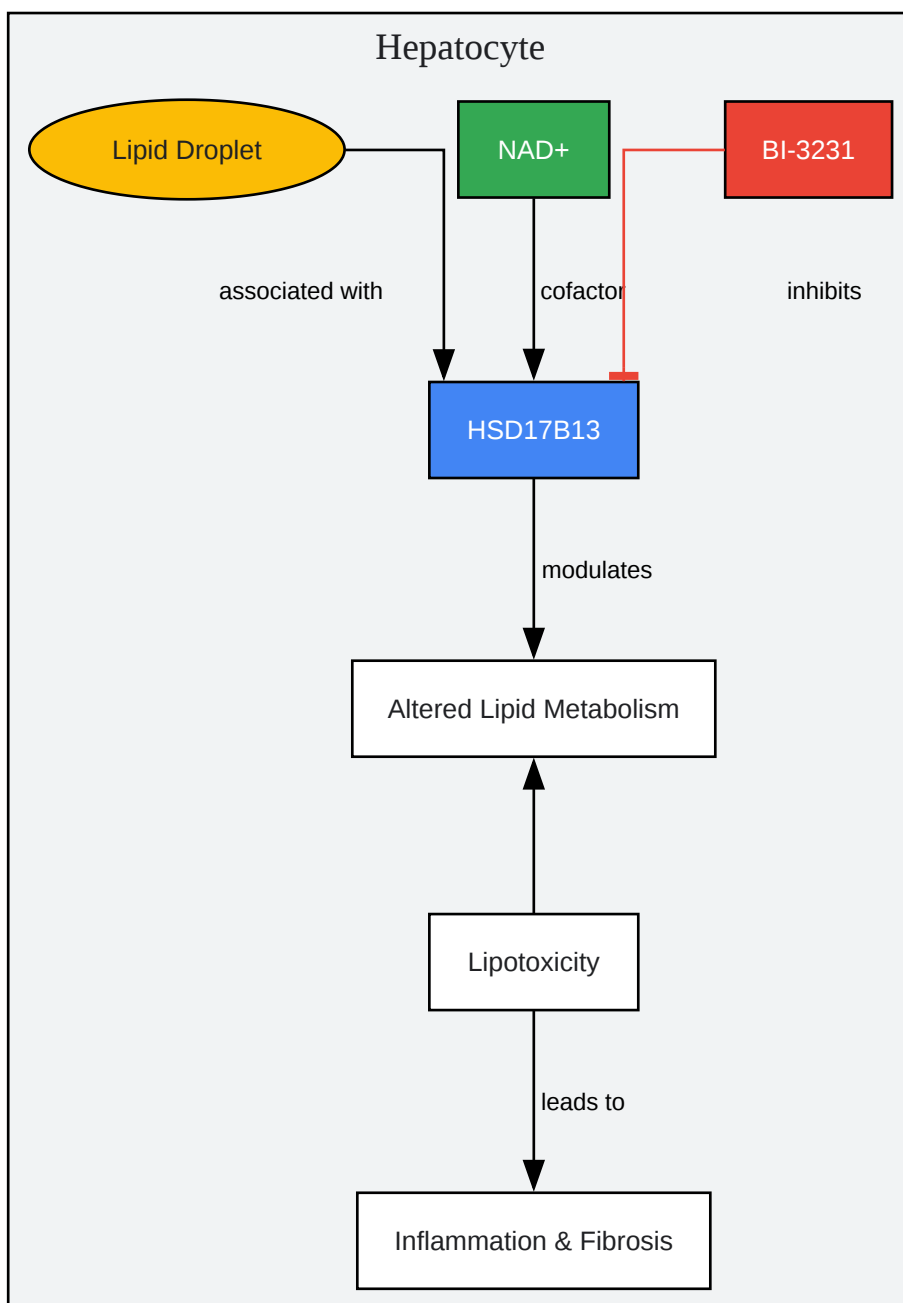 Hepatocyte
Lipid Droplet
NAD+
BI-3231
associated with
cofactor
inhibits
HSD17B13
modulates
Altered Lipid Metabolism
Lipotoxicity
leads to
Inflammation & Fibrosis